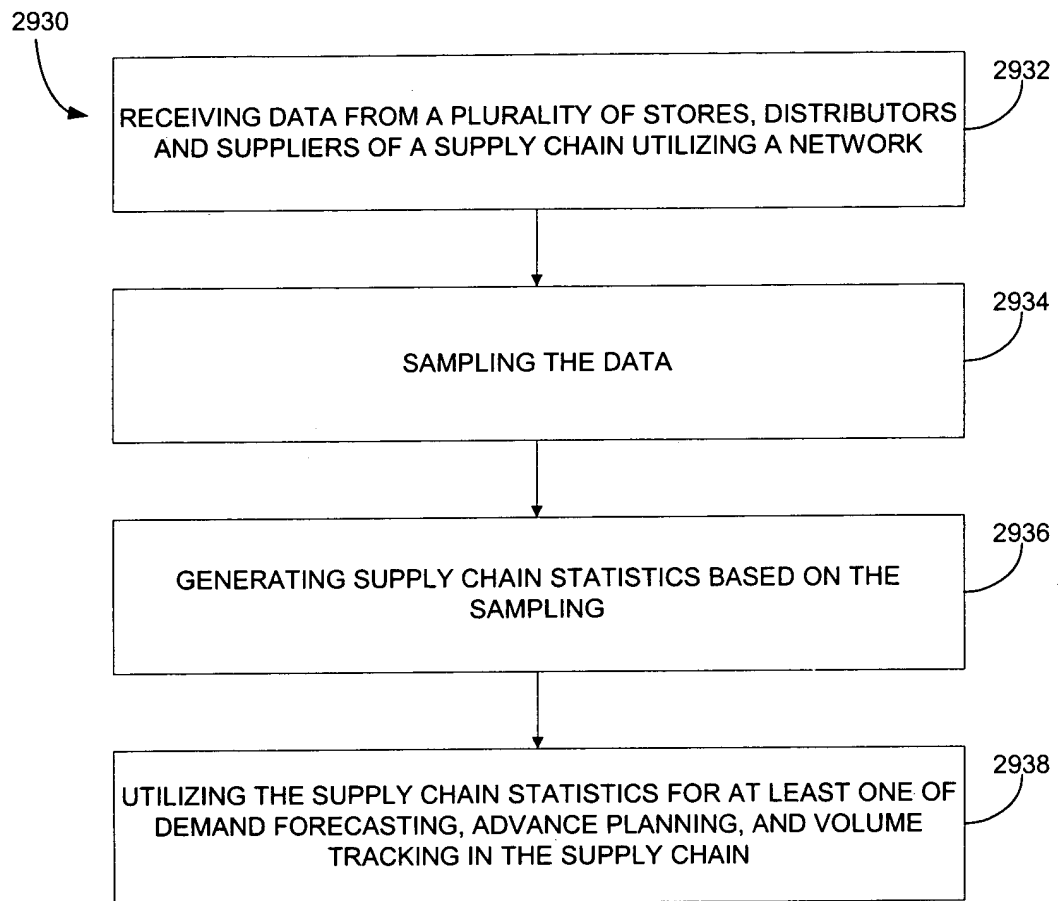 2930
2932
RECEIVING DATA FROM A PLURALITY OF STORES, DISTRIBUTORS
AND SUPPLIERS OF A SUPPLY CHAIN UTILIZING A NETWORK
2934
SAMPLING THE DATA
2936
GENERATING SUPPLY CHAIN STATISTICS BASED ON THE
SAMPLING
2938
UTILIZING THE SUPPLY CHAIN STATISTICS FOR AT LEAST ONE OF
DEMAND FORECASTING, ADVANCE PLANNING, AND VOLUME
TRACKING IN THE SUPPLY CHAIN